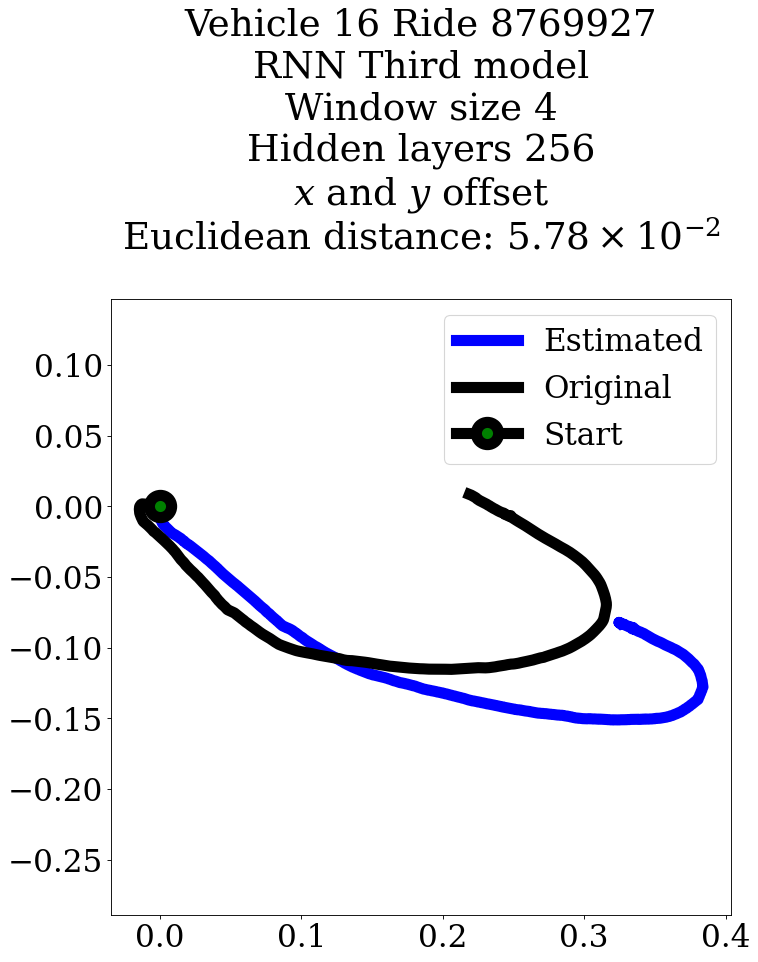 Vehicle 16 Ride 8769927
RNN Third model
Window size 4
Hidden layers 256
x and y offset
Euclidean distance: 5.78 × 10⁻²
Estimated
Original
Start
0.10
0.05
0.00
−0.05
−0.10
−0.15
−0.20
−0.25
0.0 0.1 0.2 0.3 0.4